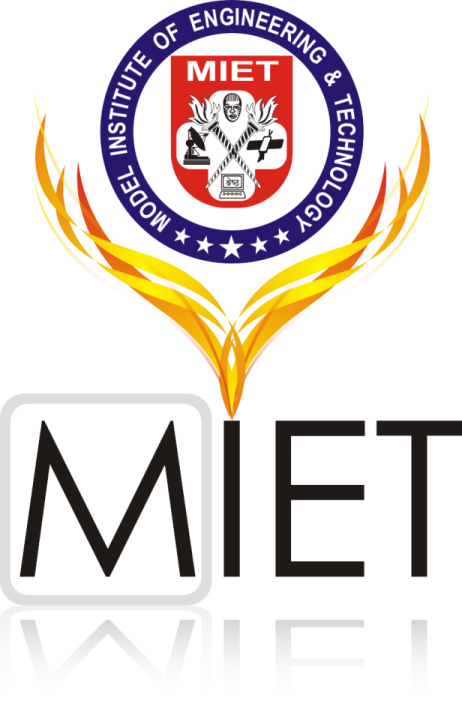 MODEL INSTITUTE OF ENGINEERING & TECHNOLOGY
MIET
MIET